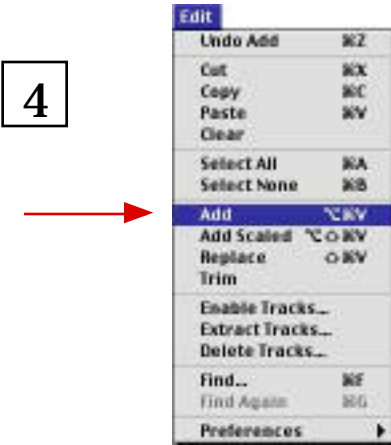 Edit
Undo Add ⌘Z
Cut ⌘X
Copy ⌘C
Paste ⌘V
Clear
4
Select All ⌘A
Select None ⌘B
Add ⌥⌘V
Add Scaled ⌥⇧⌘V
Replace ⇧⌘V
Trim
Enable Tracks...
Extract Tracks...
Delete Tracks...
Find... ⌘F
Find Again ⌘G
Preferences